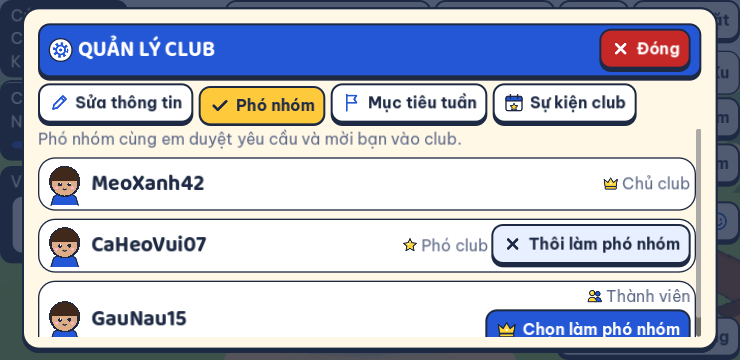 QUẢN LÝ CLUB
Đóng
Sửa thông tin
Phó nhóm
Mục tiêu tuần
Sự kiện club
Phó nhóm cùng em duyệt yêu cầu và mời bạn vào club.
MeoXanh42
Chủ club
CaHeoVui07
Phó club
Thôi làm phó nhóm
Thành viên
GauNau15
Chọn làm phó nhóm